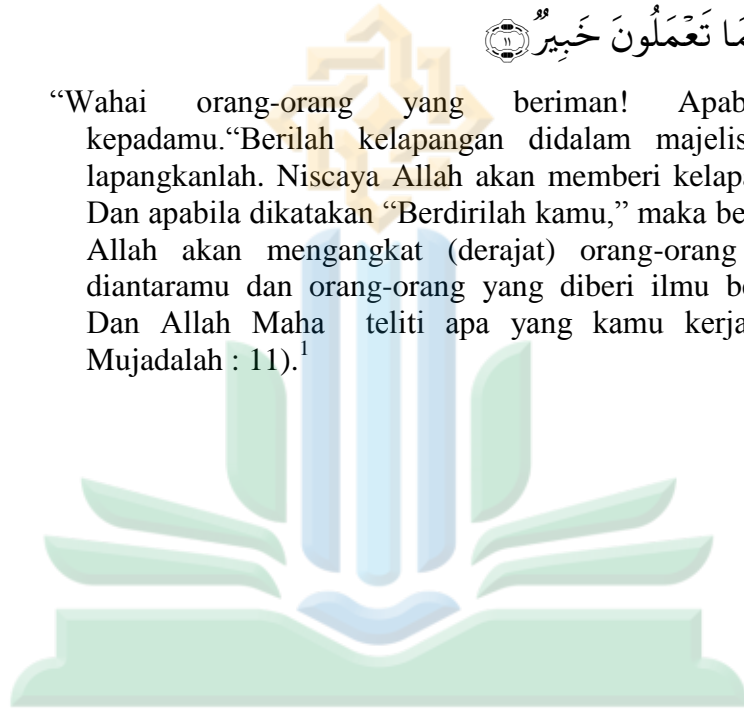 مَا تَعْمَلُونَ خَبِيرٌ ۝١١
“Wahai orang-orang yang beriman! Apab
kepadamu.“Berilah kelapangan didalam majelis
lapangkanlah. Niscaya Allah akan memberi kelapa
Dan apabila dikatakan “Berdirilah kamu,” maka be
Allah akan mengangkat (derajat) orang-orang
diantaramu dan orang-orang yang diberi ilmu be
Dan Allah Maha teliti apa yang kamu kerja
Mujadalah : 11).¹